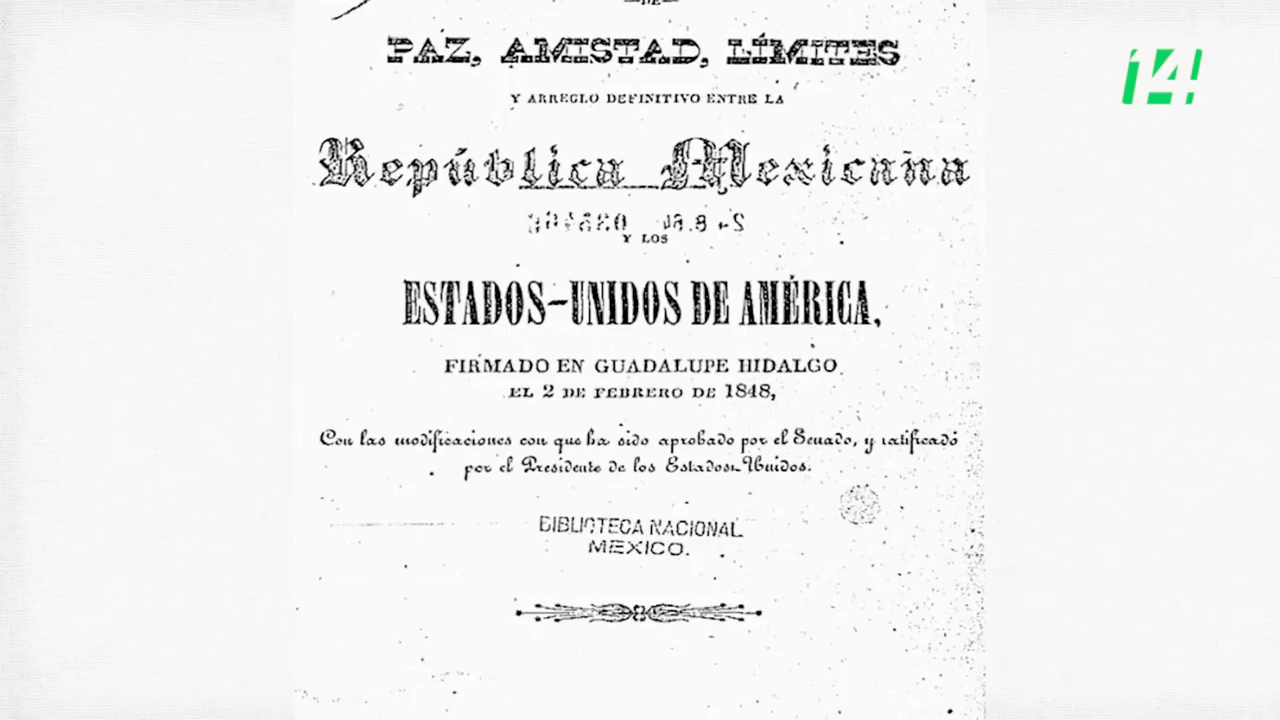 DE
PAZ, AMISTAD, LÍMITES
Y ARREGLO DEFINITIVO ENTRE LA
República Mexicana
Y LOS
ESTADOS-UNIDOS DE AMÉRICA,
FIRMADO EN GUADALUPE HIDALGO
EL 2 DE FEBRERO DE 1848,
Con las modificaciones con que ha sido aprobado por el Senado, y ratificado
por el Presidente de los Estados-Unidos.
BIBLIOTECA NACIONAL
MEXICO.
14!